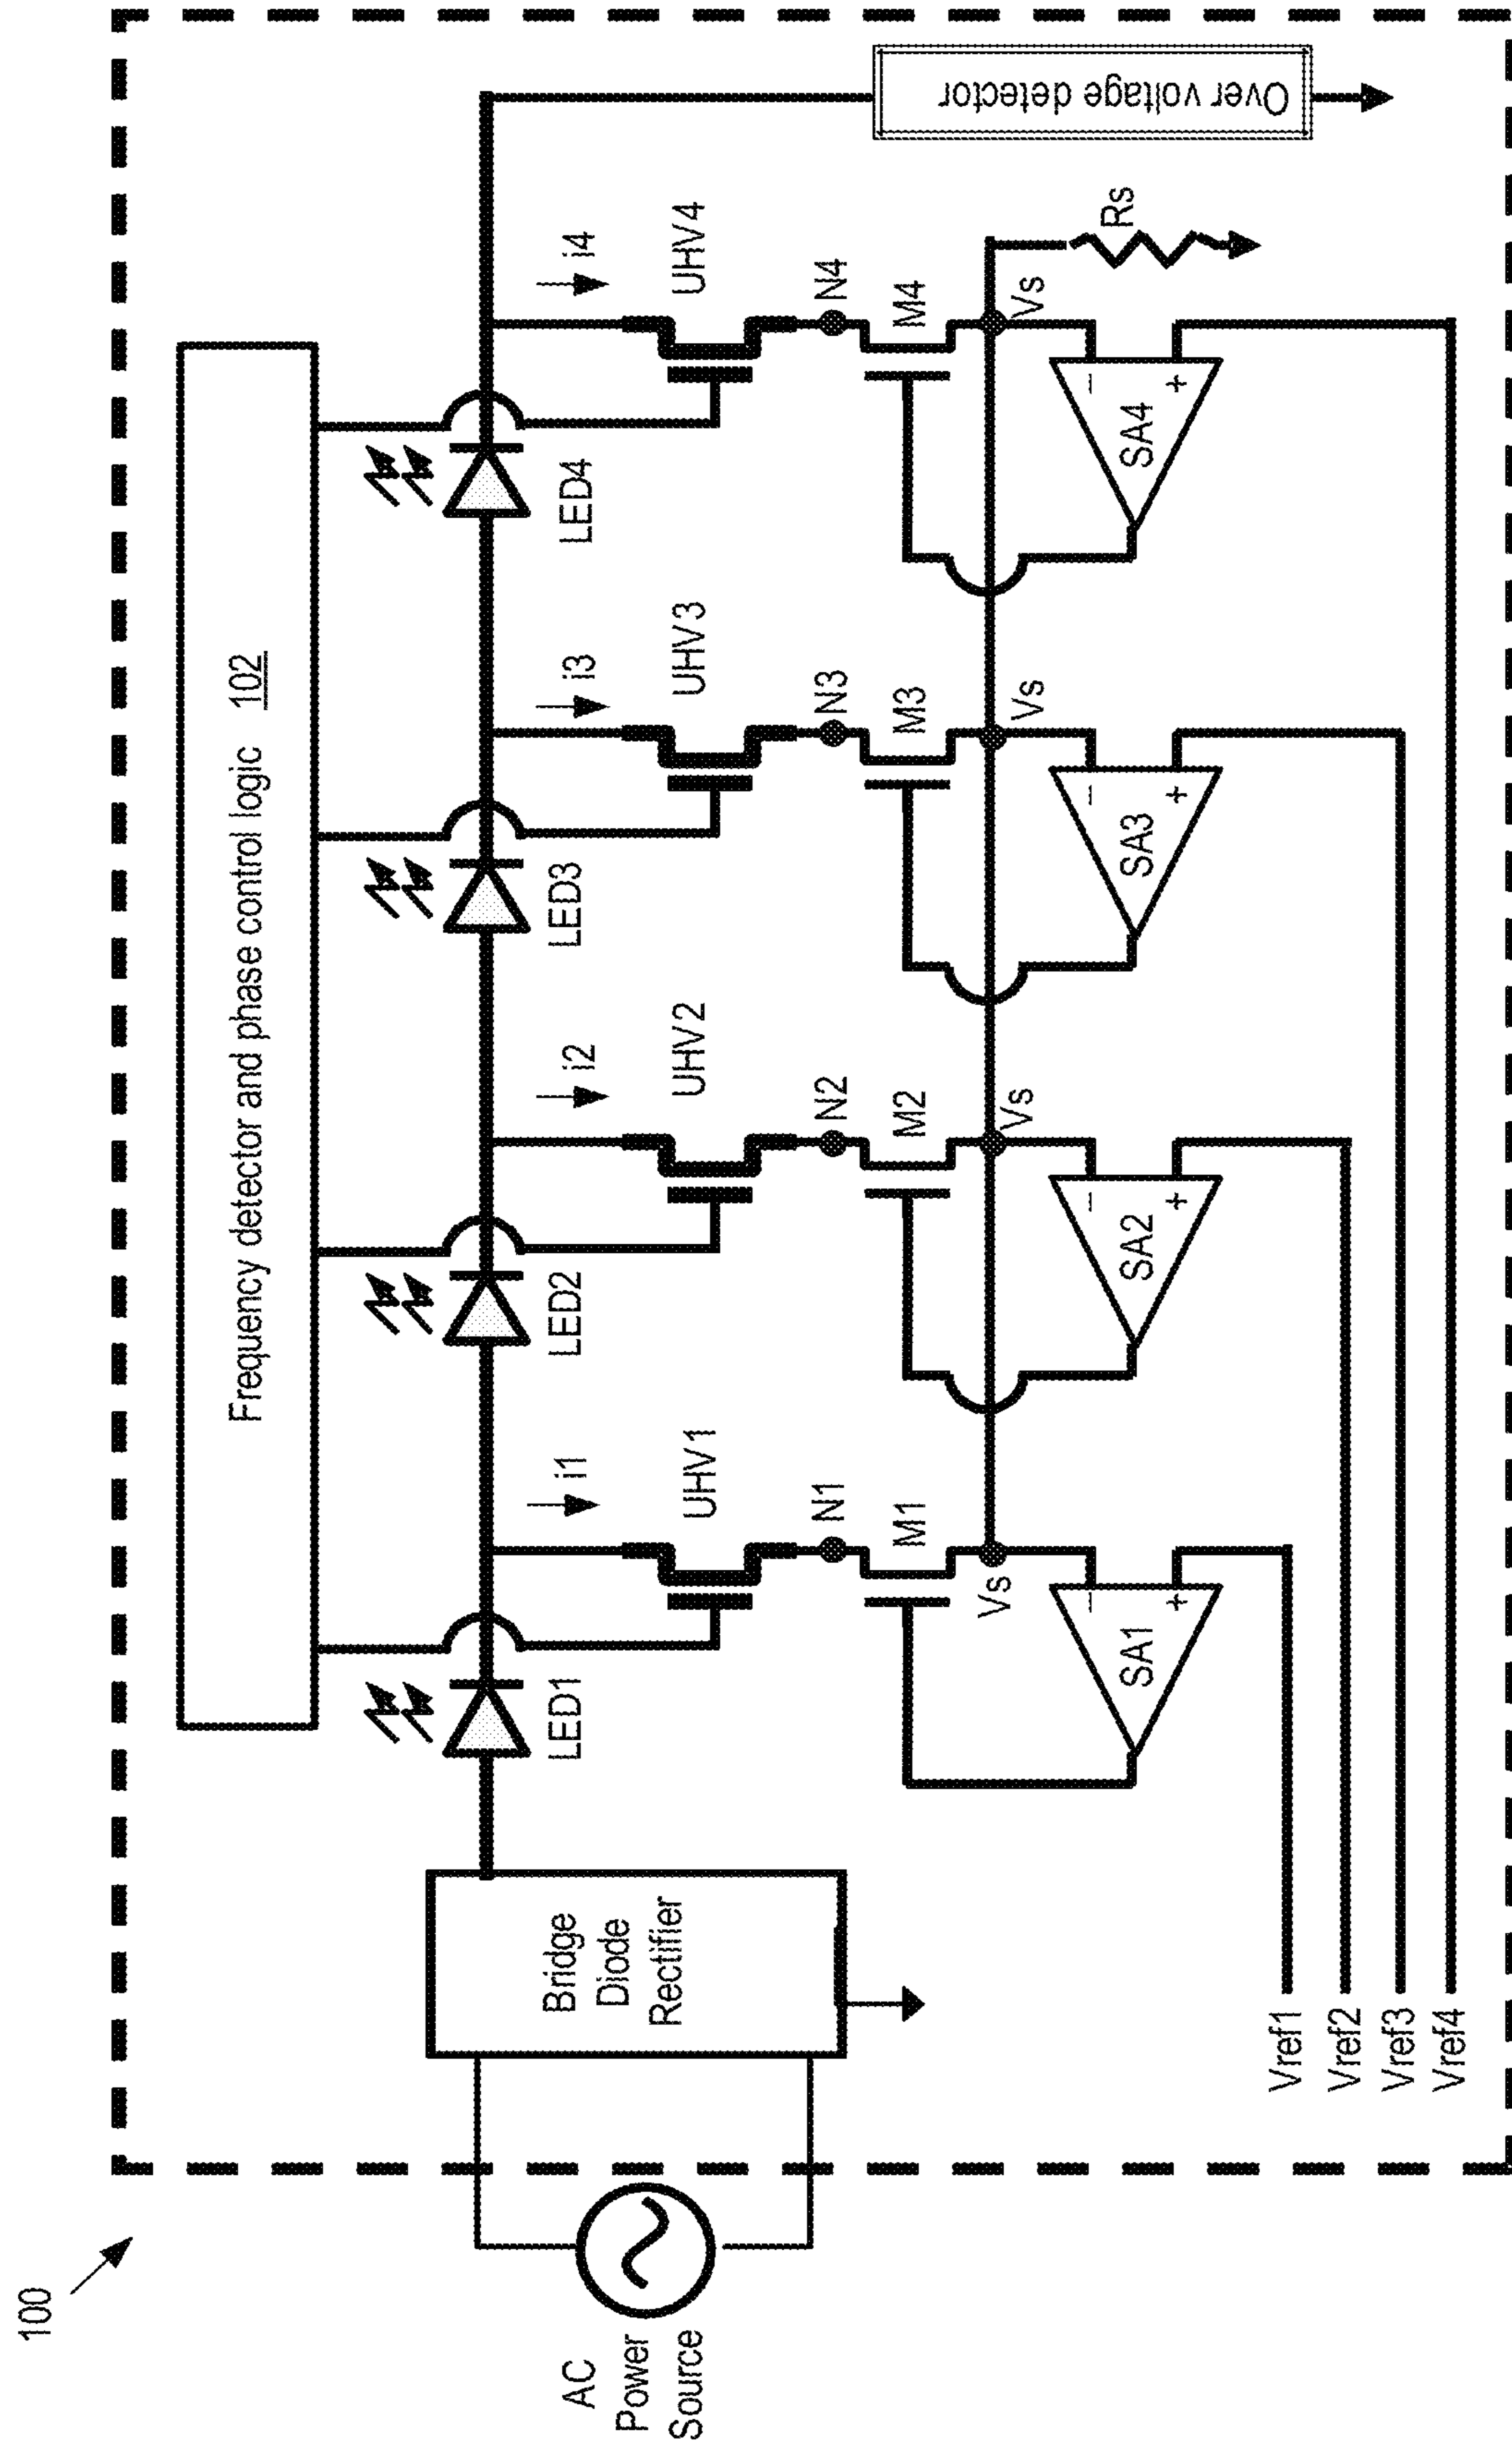 100
Frequency detector and phase control logic 102
AC
Power
Source
Bridge
Diode
Rectifier
LED1
LED2
LED3
LED4
i1
i2
i3
i4
UHV1
UHV2
UHV3
UHV4
N1
N2
N3
N4
M1
M2
M3
M4
Vs
Vs
Vs
Vs
Rs
Over voltage detector
−
+
SA1
−
+
SA2
−
+
SA3
−
+
SA4
Vref1
Vref2
Vref3
Vref4